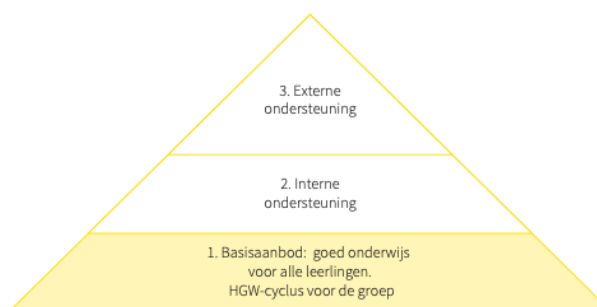 3. Externe
ondersteuning
2. Interne
ondersteuning
1. Basisaanbod: goed onderwijs
voor alle leerlingen.
HGW-cyclus voor de groep